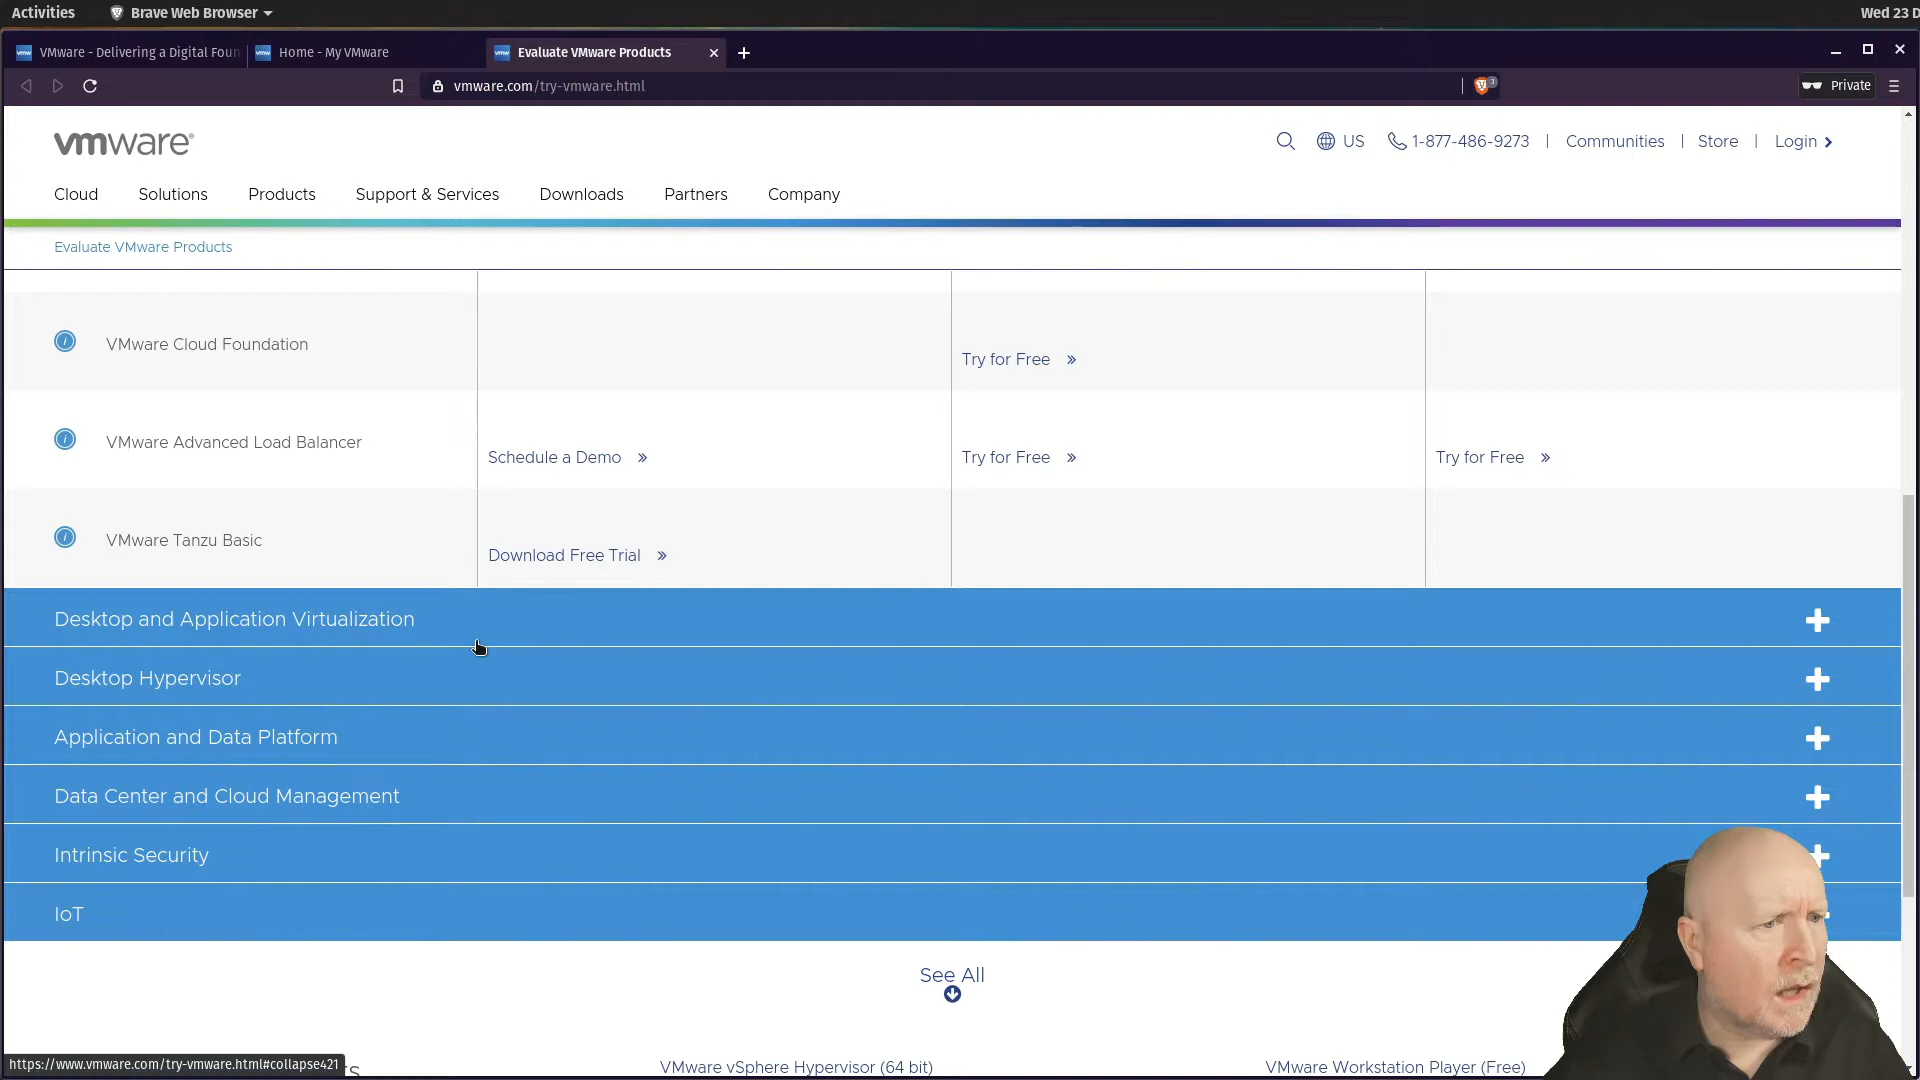 Activities
Brave Web Browser
Wed 23 D
VMware - Delivering a Digital Foun
Home - My VMware
Evaluate VMware Products
vmware.com/try-vmware.html
3
Private
vmware®
US
1-877-486-9273
Communities
Store
Login
Cloud
Solutions
Products
Support & Services
Downloads
Partners
Company
Evaluate VMware Products
VMware Cloud Foundation
Try for Free »
VMware Advanced Load Balancer
Schedule a Demo »
Try for Free »
Try for Free »
VMware Tanzu Basic
Download Free Trial »
Desktop and Application Virtualization
Desktop Hypervisor
Application and Data Platform
Data Center and Cloud Management
Intrinsic Security
IoT
See All
VMware vSphere Hypervisor (64 bit)
VMware Workstation Player (Free)
https://www.vmware.com/try-vmware.html#collapse421